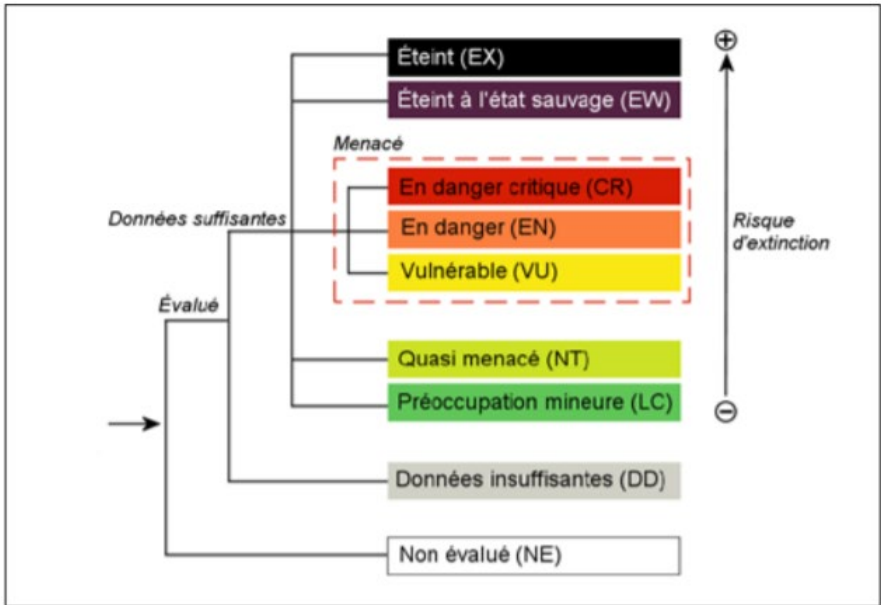 Éteint (EX)
Éteint à l'état sauvage (EW)
Menacé
En danger critique (CR)
Données suffisantes
En danger (EN)
Risque
d'extinction
Vulnérable (VU)
Évalué
Quasi menacé (NT)
Préoccupation mineure (LC)
Données insuffisantes (DD)
Non évalué (NE)